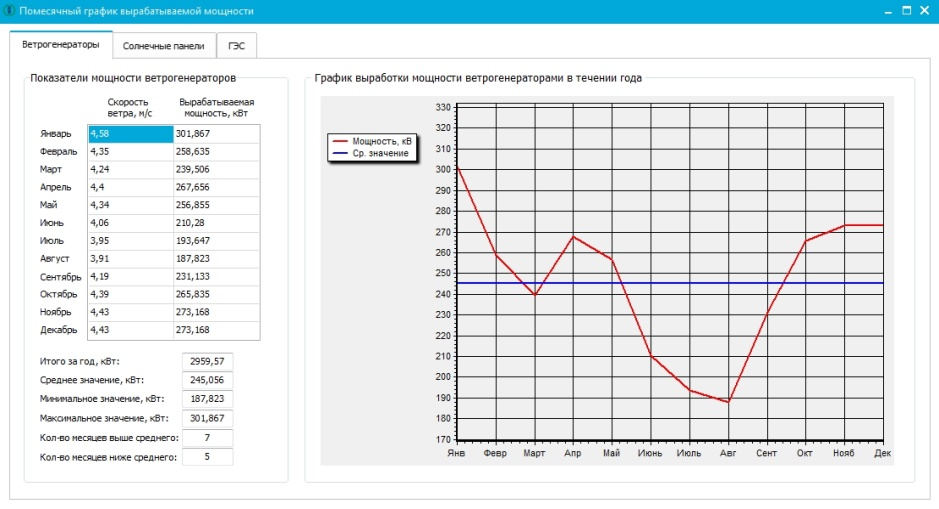 Помесячный график вырабатываемой мощности
Ветрогенераторы Солнечные панели ГЭС
Показатели мощности ветрогенераторов
Скорость ветра, м/с Вырабатываемая мощность, кВт
Январь 4,58 301,867
Февраль 4,35 258,635
Март 4,24 239,506
Апрель 4,4 267,656
Май 4,34 256,855
Июнь 4,06 210,28
Июль 3,95 193,647
Август 3,91 187,823
Сентябрь 4,19 231,133
Октябрь 4,39 265,835
Ноябрь 4,43 273,168
Декабрь 4,43 273,168
Итого за год, кВт: 2959,57
Среднее значение, кВт: 245,056
Минимальное значение, кВт: 187,823
Максимальное значение, кВт: 301,867
Кол-во месяцев выше среднего: 7
Кол-во месяцев ниже среднего: 5
График выработки мощности ветрогенераторами в течении года
Мощность, кВ
Ср. значение
330
320
310
300
290
280
270
260
250
240
230
220
210
200
190
180
170
Янв Февр Март Апр Май Июнь Июль Авг Сент Окт Нояб Дек